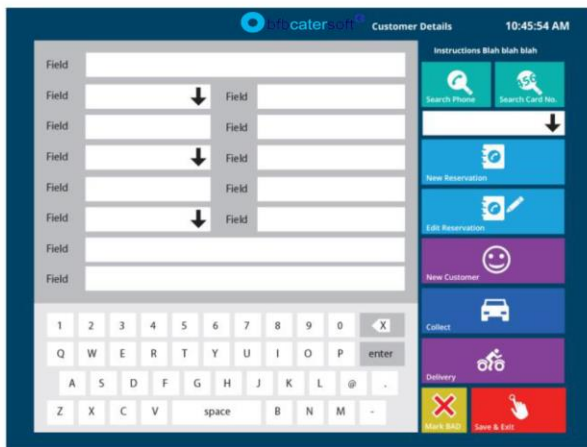 bfbcatersoft Customer Details 10:45:54 AM
Instructions Blah blah blah
Field
Field Field
Field Field
Field Field
Field Field
Field Field
Field
Field
Search Phone Search Card No.
New Reservation
Edit Reservation
New Customer
Collect
Delivery
Mark BAD Save & Exit
1 2 3 4 5 6 7 8 9 0 X
Q W E R T Y U I O P enter
A S D F G H J K L @ .
Z X C V space B N M -